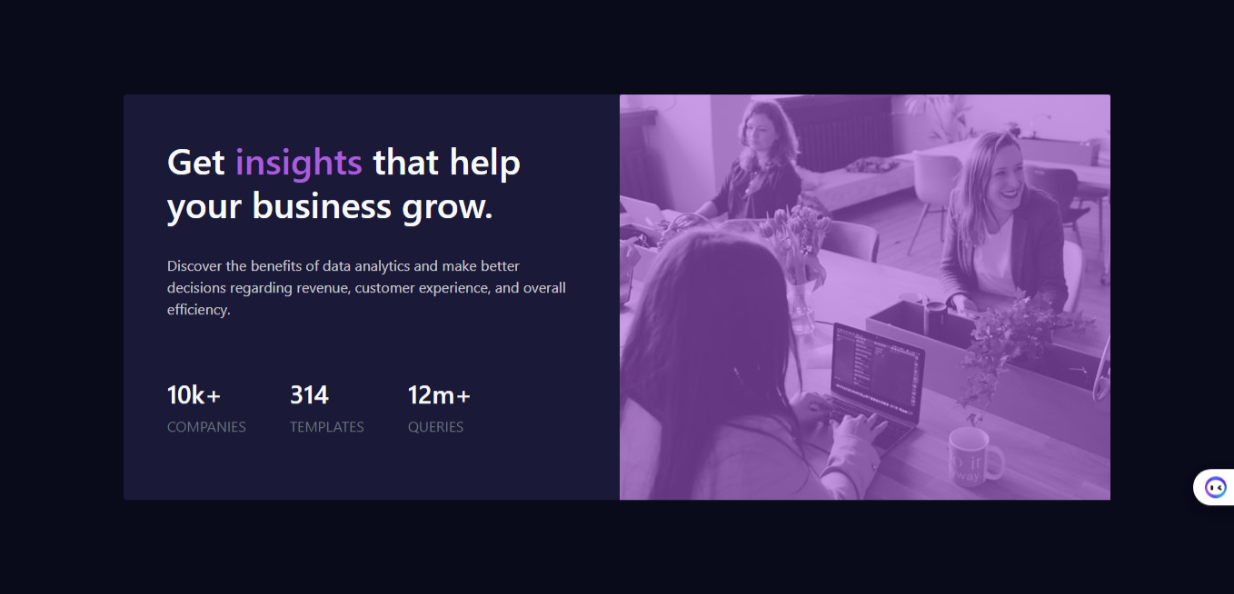 Get insights that help
your business grow.
Discover the benefits of data analytics and make better
decisions regarding revenue, customer experience, and overall
efficiency.
10k+ 314 12m+
COMPANIES TEMPLATES QUERIES